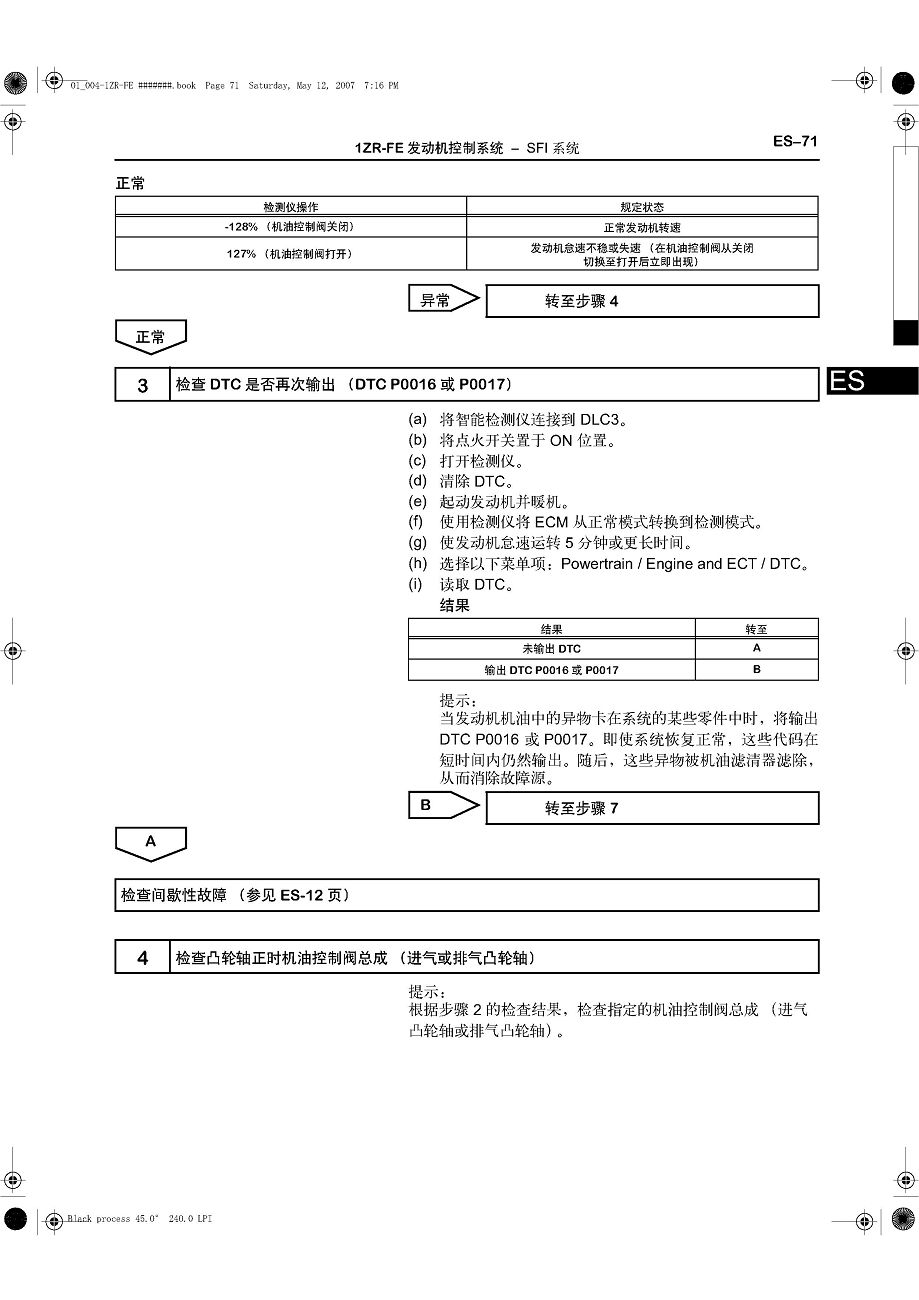 01_004-1ZR-FE #######.book Page 71 Saturday, May 12, 2007 7:16 PM
1ZR-FE 发动机控制系统 – SFI 系统
ES–71
正常
检测仪操作 规定状态
-128% （机油控制阀关闭） 正常发动机转速
127% （机油控制阀打开） 发动机怠速不稳或失速 （在机油控制阀从关闭
切换至打开后立即出现）
异常 转至步骤 4
正常
3 检查 DTC 是否再次输出 （DTC P0016 或 P0017）
ES
(a) 将智能检测仪连接到 DLC3。
(b) 将点火开关置于 ON 位置。
(c) 打开检测仪。
(d) 清除 DTC。
(e) 起动发动机并暖机。
(f) 使用检测仪将 ECM 从正常模式转换到检测模式。
(g) 使发动机怠速运转 5 分钟或更长时间。
(h) 选择以下菜单项：Powertrain / Engine and ECT / DTC。
(i) 读取 DTC。
结果
结果 转至
未输出 DTC A
输出 DTC P0016 或 P0017 B
提示：
当发动机机油中的异物卡在系统的某些零件中时，将输出
DTC P0016 或 P0017。即使系统恢复正常，这些代码在
短时间内仍然输出。随后，这些异物被机油滤清器滤除，
从而消除故障源。
B 转至步骤 7
A
检查间歇性故障 （参见 ES-12 页）
4 检查凸轮轴正时机油控制阀总成 （进气或排气凸轮轴）
提示：
根据步骤 2 的检查结果，检查指定的机油控制阀总成 （进气
凸轮轴或排气凸轮轴）。
Black process 45.0° 240.0 LPI